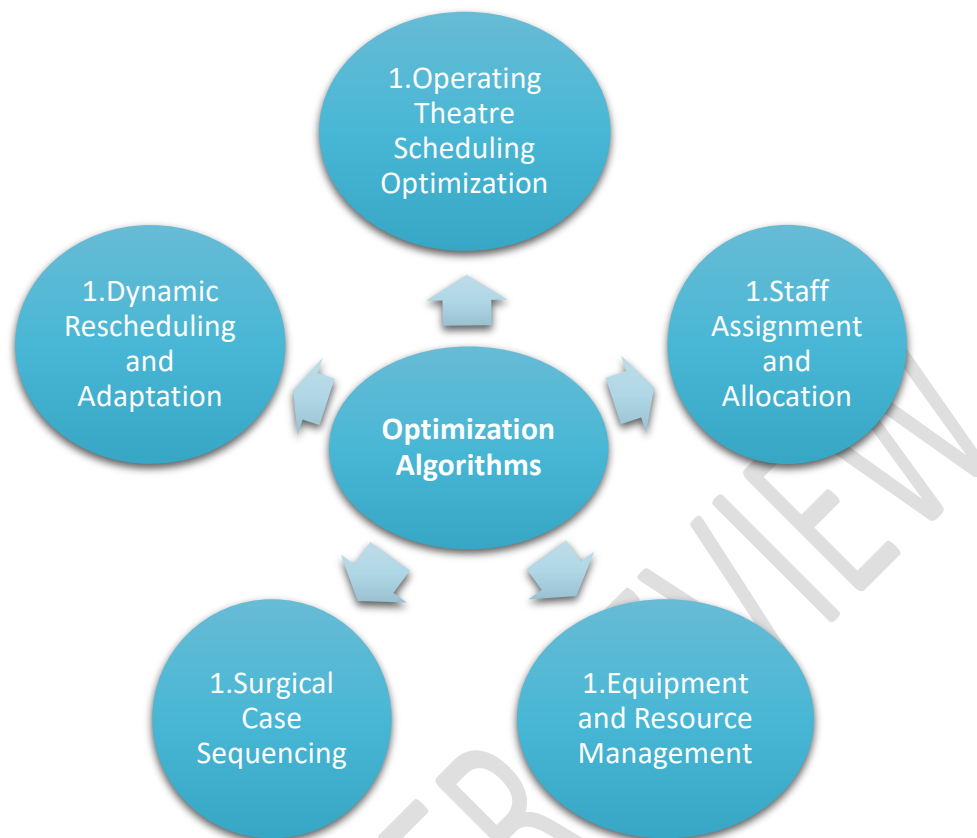 1.Operating
Theatre
Scheduling
Optimization
1.Dynamic
Rescheduling
and
Adaptation
1.Staff
Assignment
and
Allocation
Optimization
Algorithms
1.Surgical
Case
Sequencing
1.Equipment
and Resource
Management